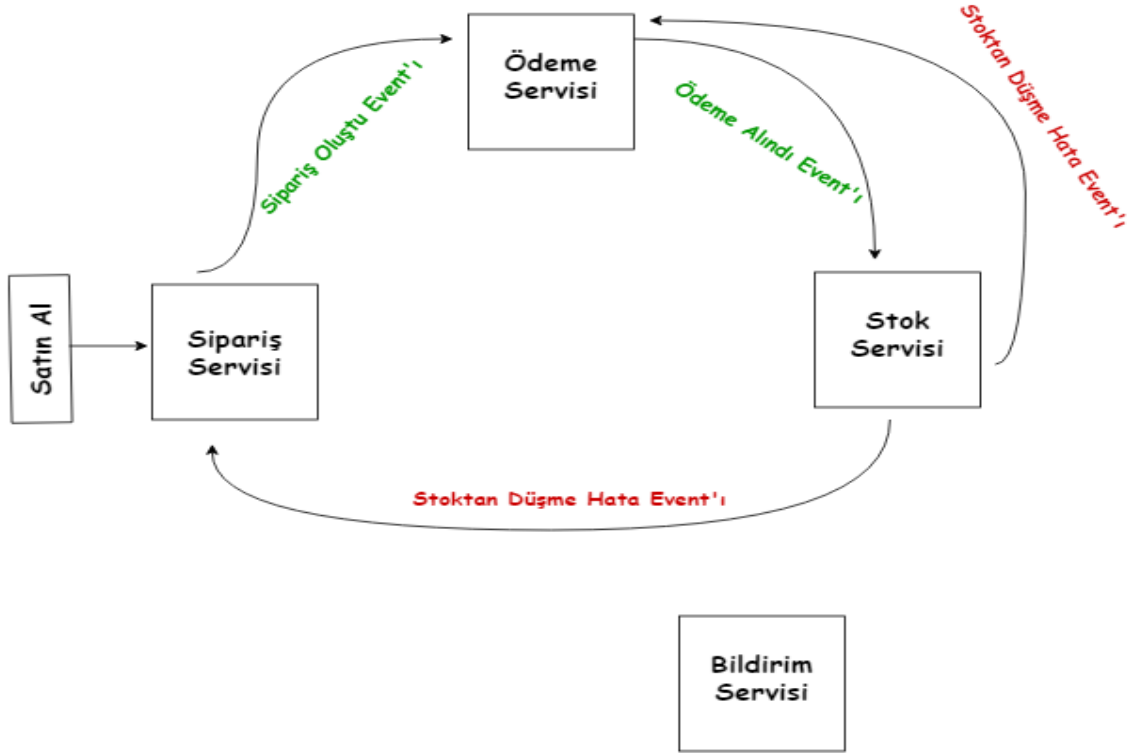 Ödeme
Servisi
Stoktan Düşme Hata Event'ı
Sipariş Oluştu Event'ı
Ödeme Alındı Event'ı
Satın Al
Sipariş
Servisi
Stok
Servisi
Stoktan Düşme Hata Event'ı
Bildirim
Servisi